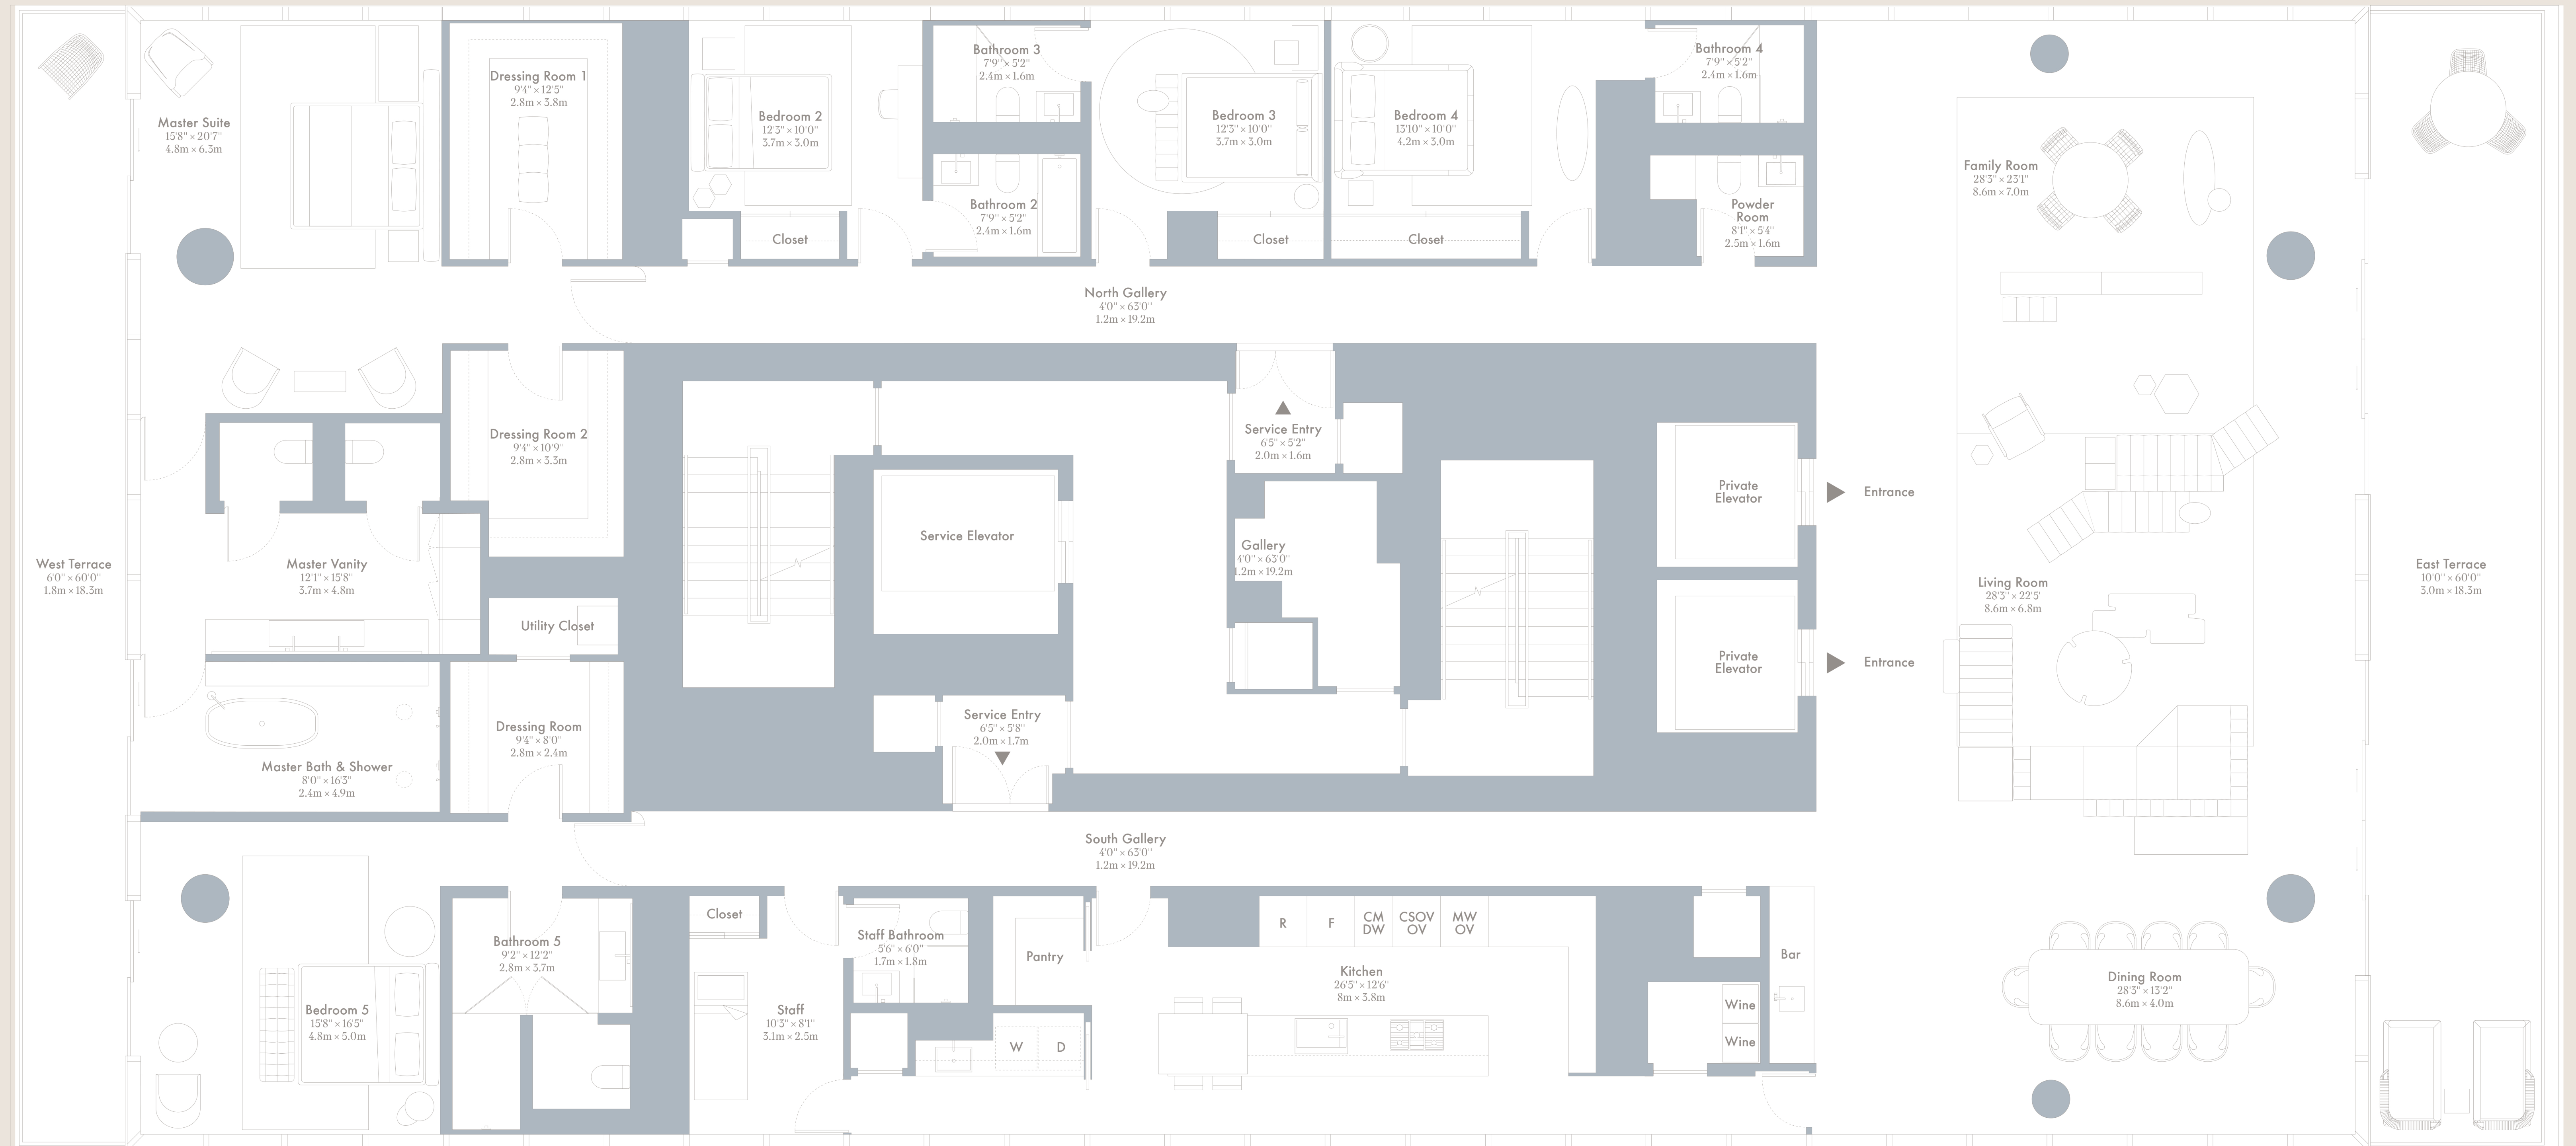 Master Suite
15'8" × 20'7"
4.8m × 6.3m
Dressing Room 1
9'4" × 12'5"
2.8m × 3.8m
Bedroom 2
12'3" × 10'0"
3.7m × 3.0m
Closet
Bathroom 3
7'9" × 5'2"
2.4m × 1.6m
Bathroom 2
7'9" × 5'2"
2.4m × 1.6m
Bedroom 3
12'3" × 10'0"
3.7m × 3.0m
Closet
Bedroom 4
13'10" × 10'0"
4.2m × 3.0m
Closet
Bathroom 4
7'9" × 5'2"
2.4m × 1.6m
Powder
Room
8'1" × 5'4"
2.5m × 1.6m
Family Room
28'3" × 23'1"
8.6m × 7.0m
North Gallery
4'0" × 63'0"
1.2m × 19.2m
Dressing Room 2
9'4" × 10'9"
2.8m × 3.3m
Service Entry
6'5" × 5'2"
2.0m × 1.6m
Service Elevator
Gallery
4'0" × 63'0"
1.2m × 19.2m
Private
Elevator
Entrance
West Terrace
6'0" × 60'0"
1.8m × 18.3m
Master Vanity
12'1" × 15'8"
3.7m × 4.8m
Utility Closet
Living Room
28'3" × 22'5'
8.6m × 6.8m
East Terrace
10'0" × 60'0"
3.0m × 18.3m
Private
Elevator
Entrance
Dressing Room
9'4" × 8'0"
2.8m × 2.4m
Service Entry
6'5" × 5'8"
2.0m × 1.7m
Master Bath & Shower
8'0" × 16'3"
2.4m × 4.9m
South Gallery
4'0" × 63'0"
1.2m × 19.2m
Bathroom 5
9'2" × 12'2"
2.8m × 3.7m
Bedroom 5
15'8" × 16'5"
4.8m × 5.0m
Closet
Staff
10'3" × 8'1"
3.1m × 2.5m
Staff Bathroom
5'6" × 6'0"
1.7m × 1.8m
Pantry
W
D
R
F
CM
DW
CSOV
OV
MW
OV
Kitchen
26'5" × 12'6"
8m × 3.8m
Wine
Wine
Bar
Dining Room
28'3" × 13'2"
8.6m × 4.0m